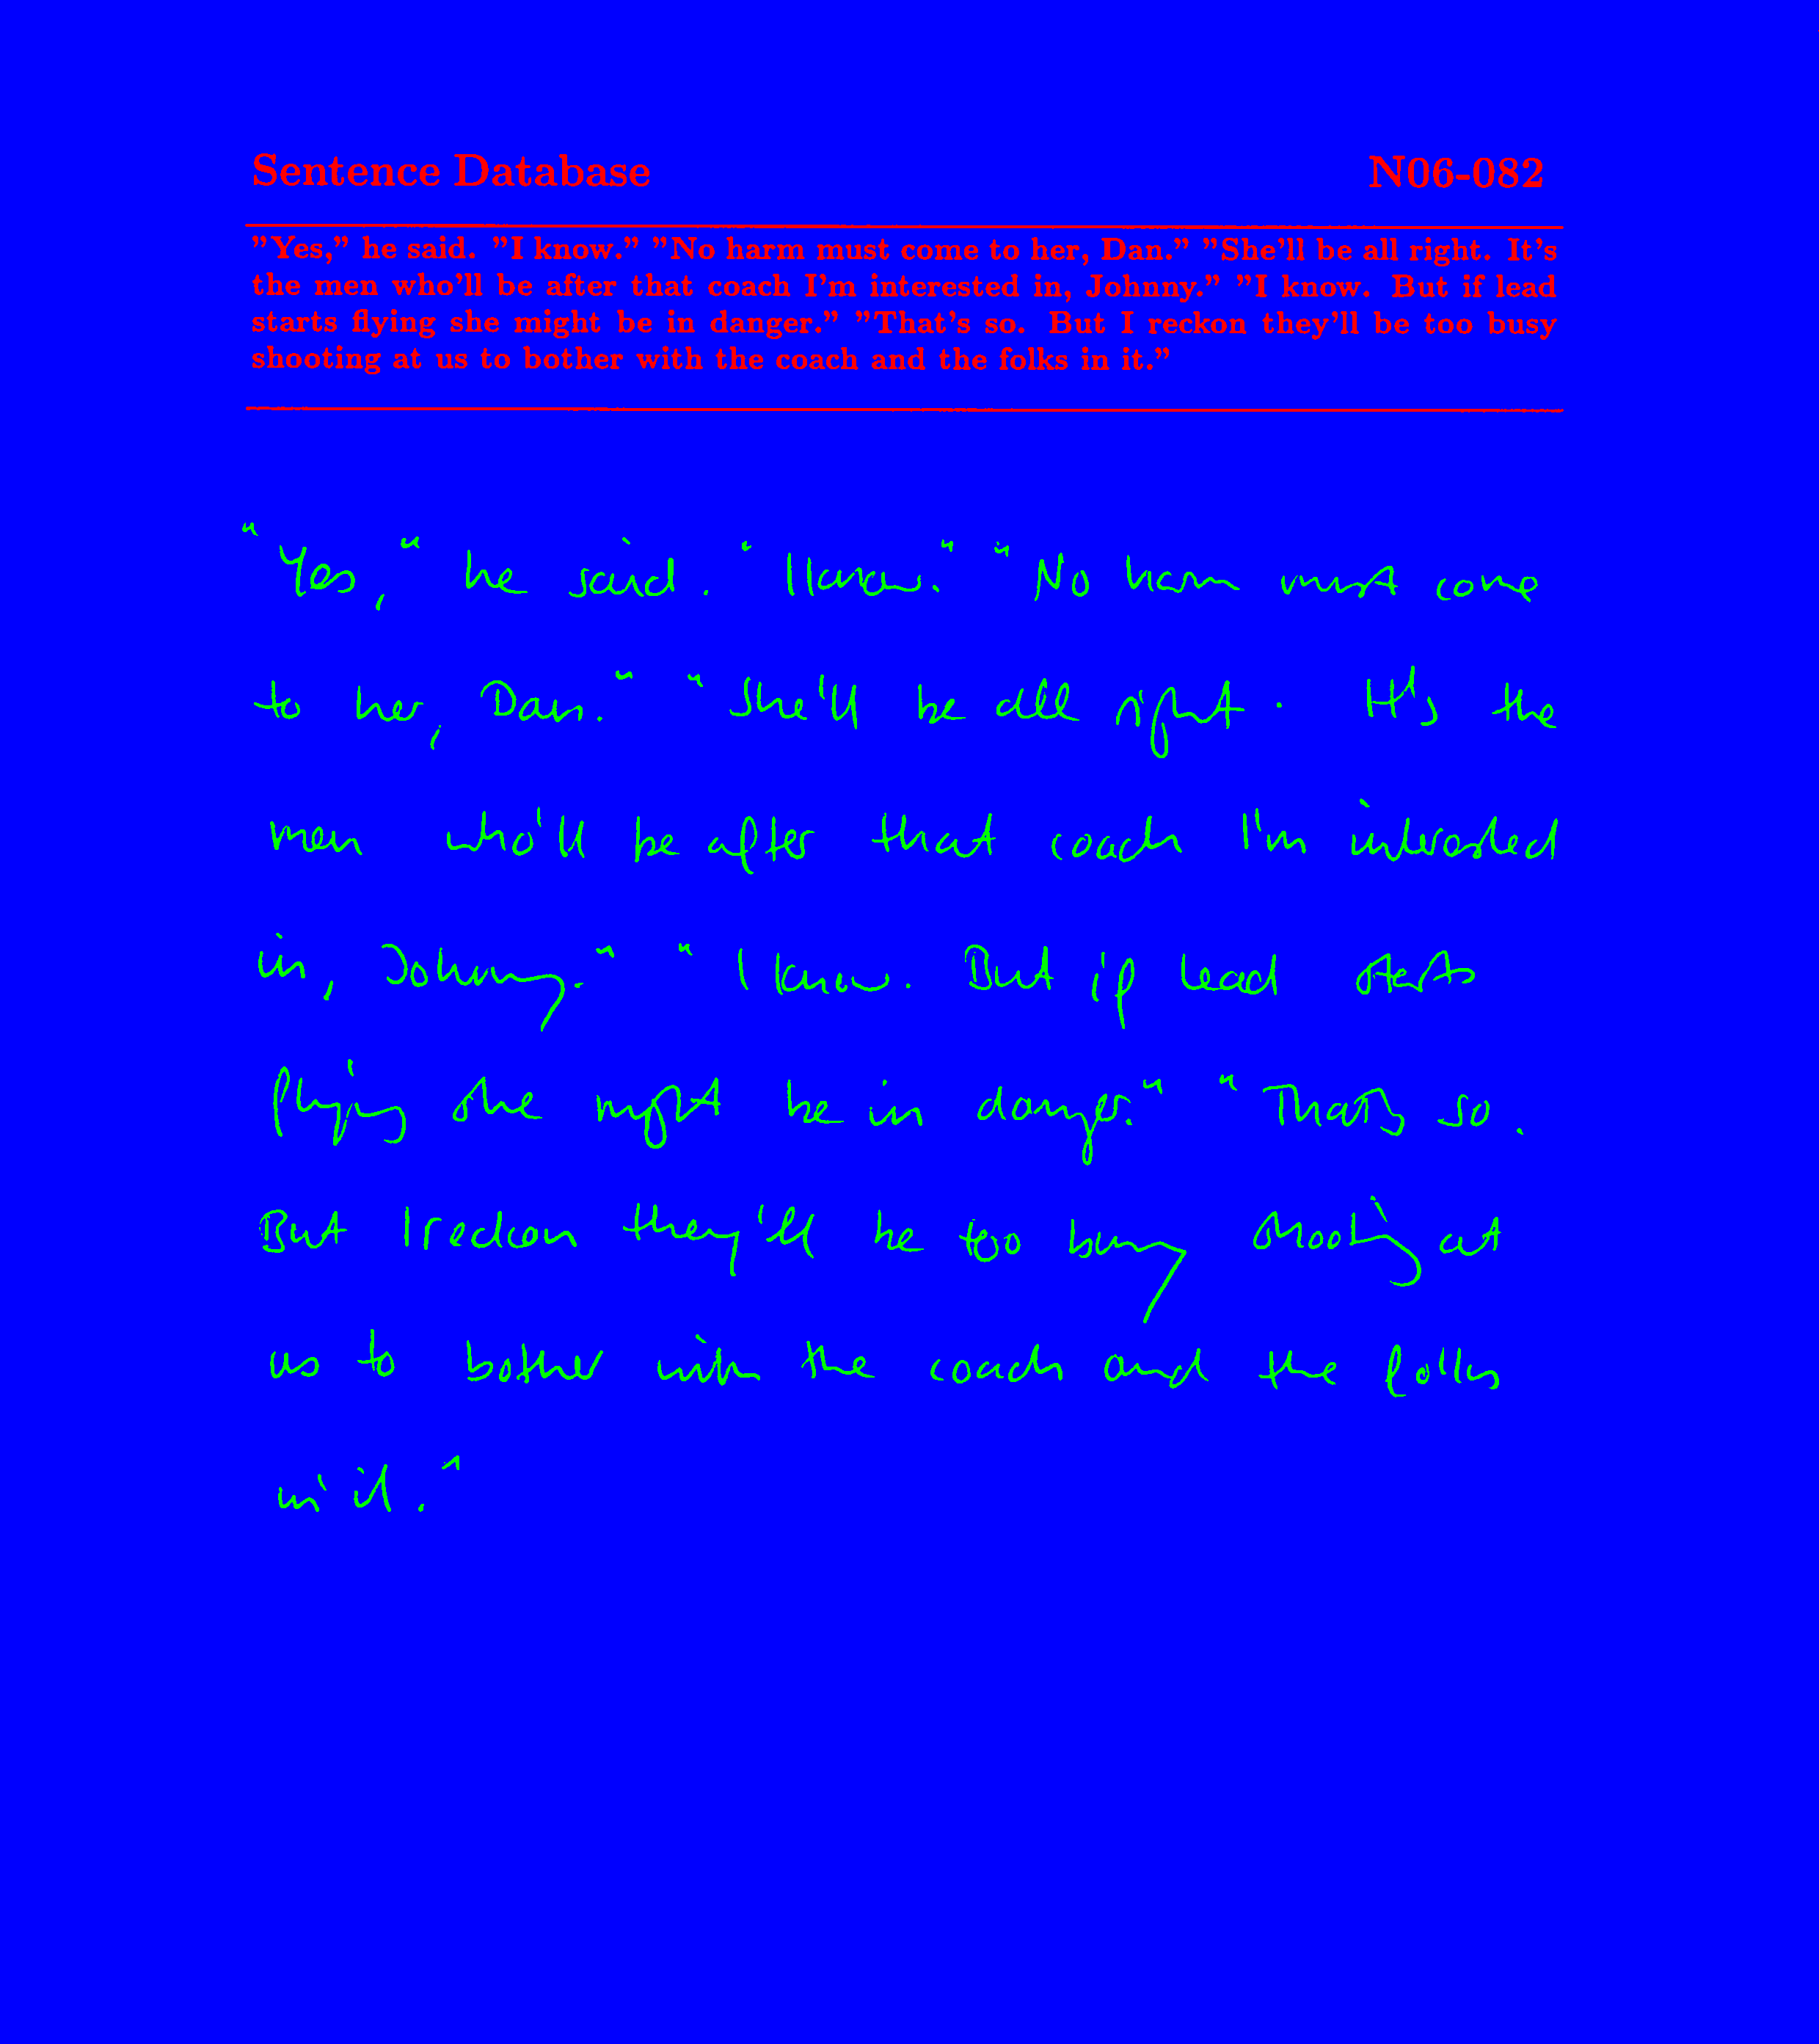 Sentence Database N06-082
"Yes," he said. "I know." "No harm must come to her, Dan." "She'll be all right. It's
the men who'll be after that coach I'm interested in, Johnny." "I know. But if lead
starts flying she might be in danger." "That's so. But I reckon they'll be too busy
shooting at us to bother with the coach and the folks in it."
"Yes," he said. "I know." "No harm must come
to her, Dan." "She'll be all right. It's the
men who'll be after that coach I'm interested
in, Johnny." "I know. But if lead starts
flying she might be in danger." "That's so.
But I reckon they'll be too busy shooting at
us to bother with the coach and the folks
in it."